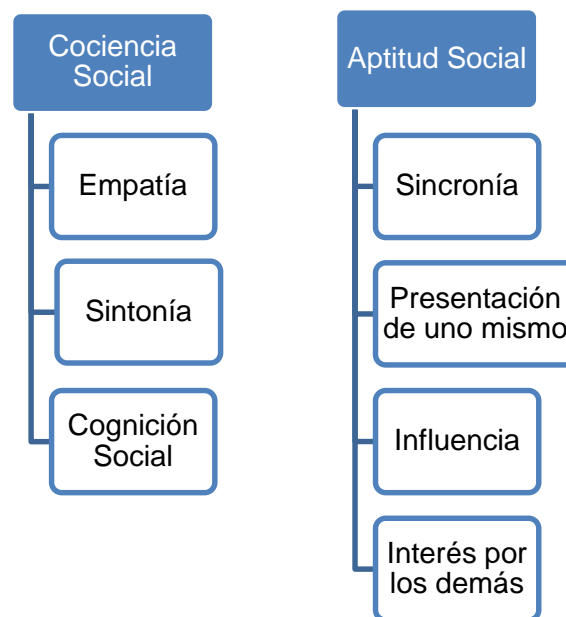 Cociencia
Social
Empatía
Sintonía
Cognición
Social
Aptitud Social
Sincronía
Presentación
de uno mismo
Influencia
Interés por
los demás